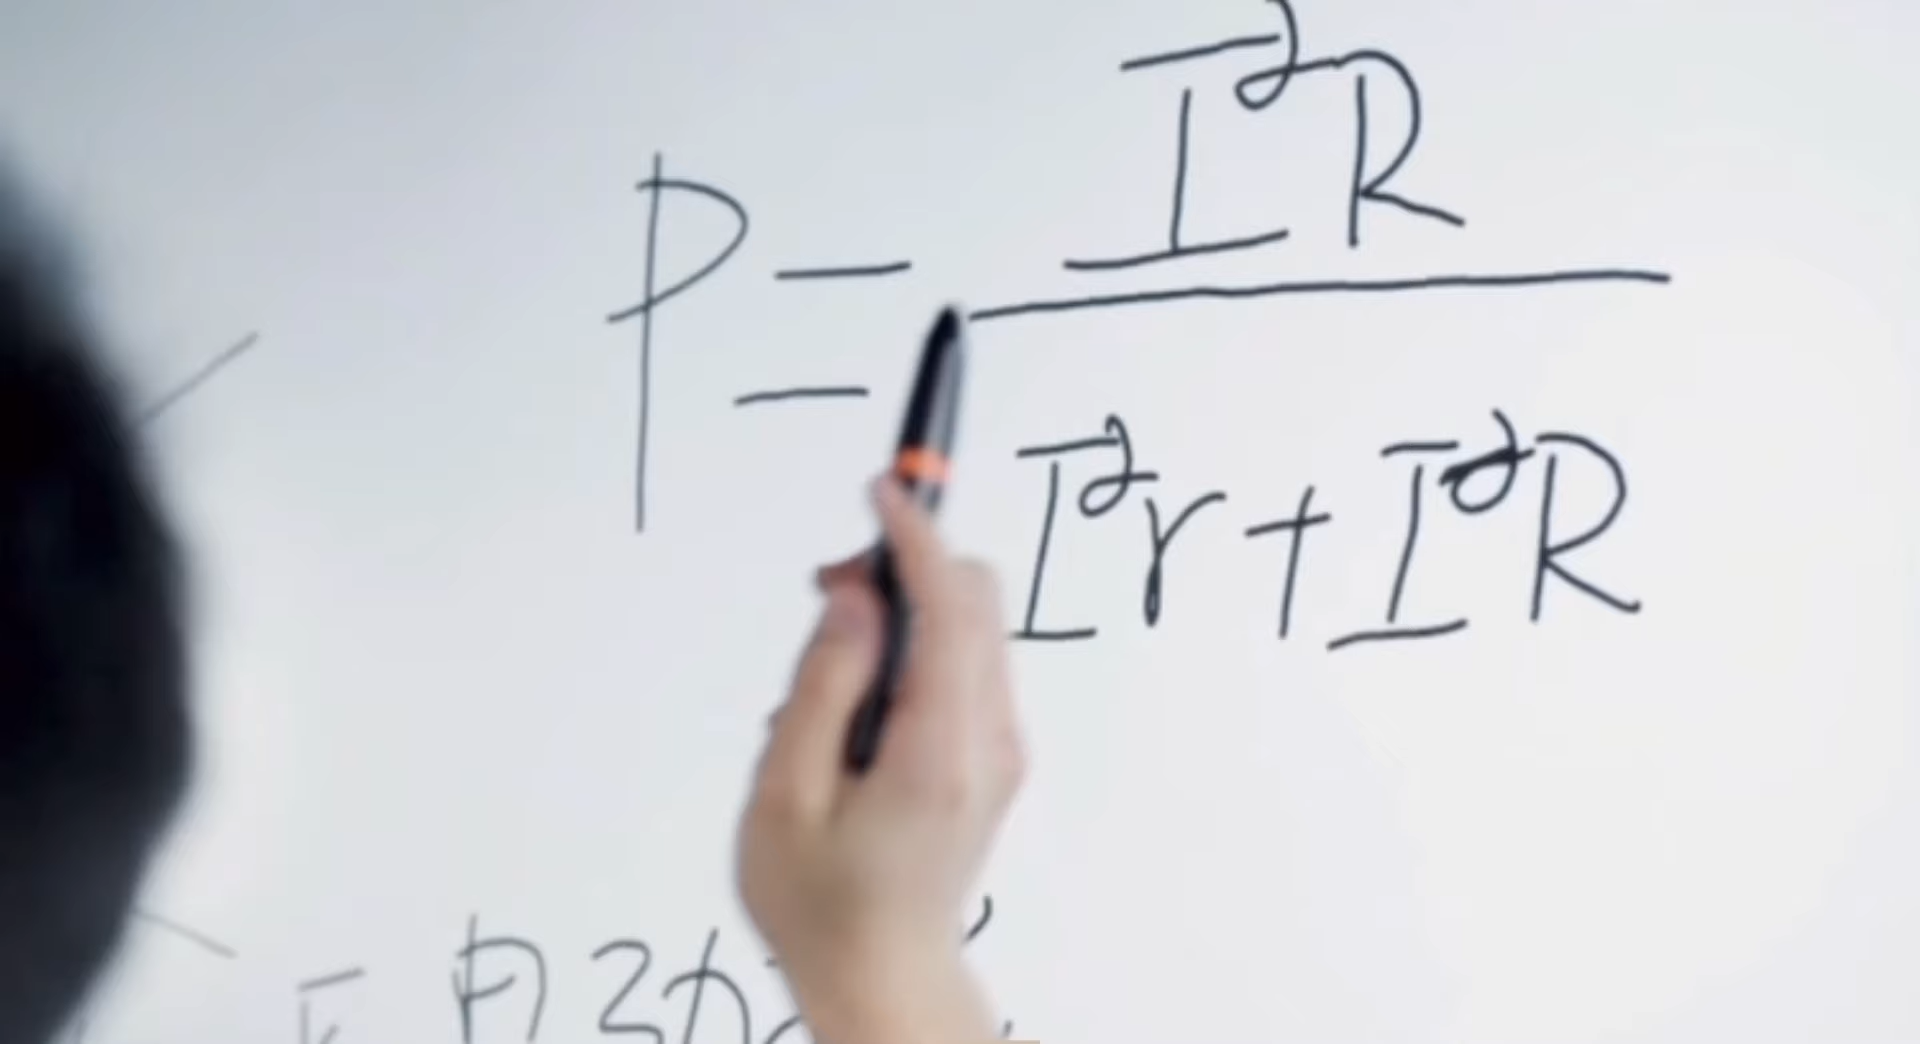 P = I²R / (I²r + I²R)